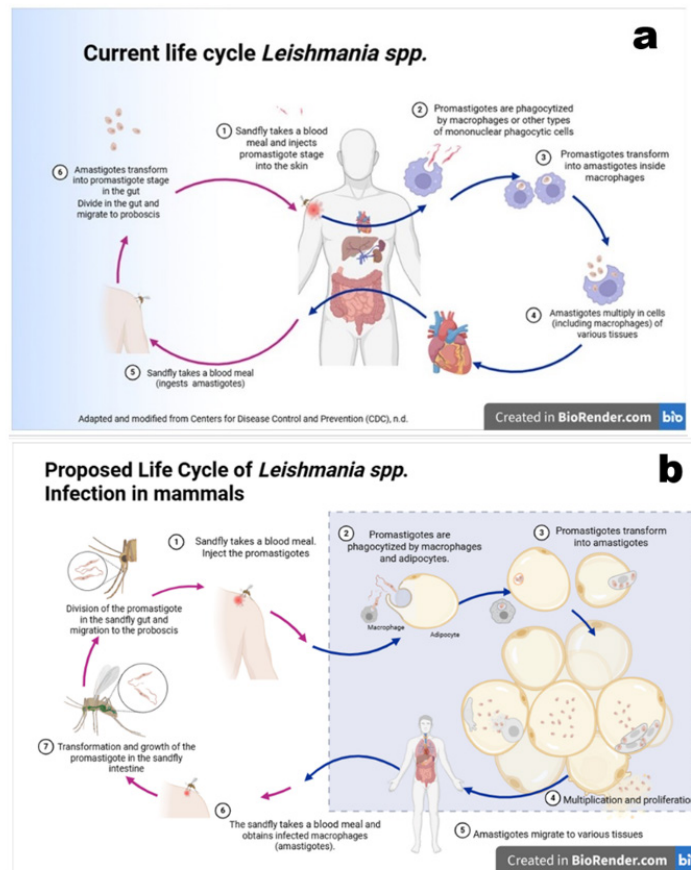 a
Current life cycle Leishmania spp.
① Sandfly takes a blood
meal and injects
promastigote stage
into the skin
② Promastigotes are phagocytized
by macrophages or other types
of mononuclear phagocytic cells
③ Promastigotes transform
into amastigotes inside
macrophages
⑥ Amastigotes transform
into promastigote stage
in the gut
Divide in the gut and
migrate to proboscis
④ Amastigotes multiply in cells
(including macrophages) of
various tissues
⑤ Sandfly takes a blood meal
(ingests amastigotes)
Adapted and modified from Centers for Disease Control and Prevention (CDC), n.d.
Created in BioRender.com bio
b
Proposed Life Cycle of Leishmania spp.
Infection in mammals
① Sandfly takes a blood meal.
Inject the promastigotes
② Promastigotes are
phagocytized by macrophages
and adipocytes.
③ Promastigotes transform
into amastigotes
Macrophage
Adipocyte
Division of the promastigote
in the sandfly gut and
migration to the proboscis
⑦ Transformation and growth of the
promastigote in the sandfly
intestine
④ Multiplication and proliferation
⑥
The sandfly takes a blood meal and
obtains infected macrophages
(amastigotes).
⑤ Amastigotes migrate to various tissues
Created in BioRender.com bio